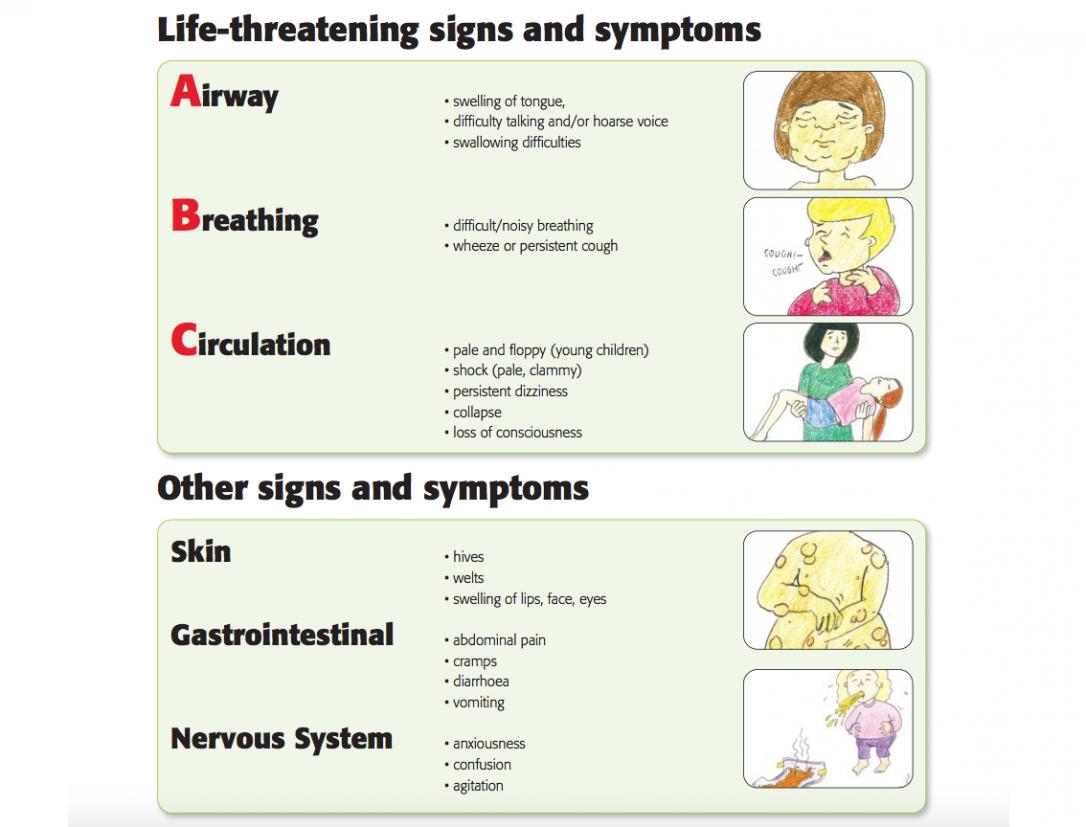 Life-threatening signs and symptoms
Airway
• swelling of tongue,
• difficulty talking and/or hoarse voice
• swallowing difficulties
Breathing
• difficult/noisy breathing
• wheeze or persistent cough
COUGH!-
COUGH!
Circulation
• pale and floppy (young children)
• shock (pale, clammy)
• persistent dizziness
• collapse
• loss of consciousness
Other signs and symptoms
Skin
• hives
• welts
• swelling of lips, face, eyes
Gastrointestinal
• abdominal pain
• cramps
• diarrhoea
• vomiting
Nervous System
• anxiousness
• confusion
• agitation